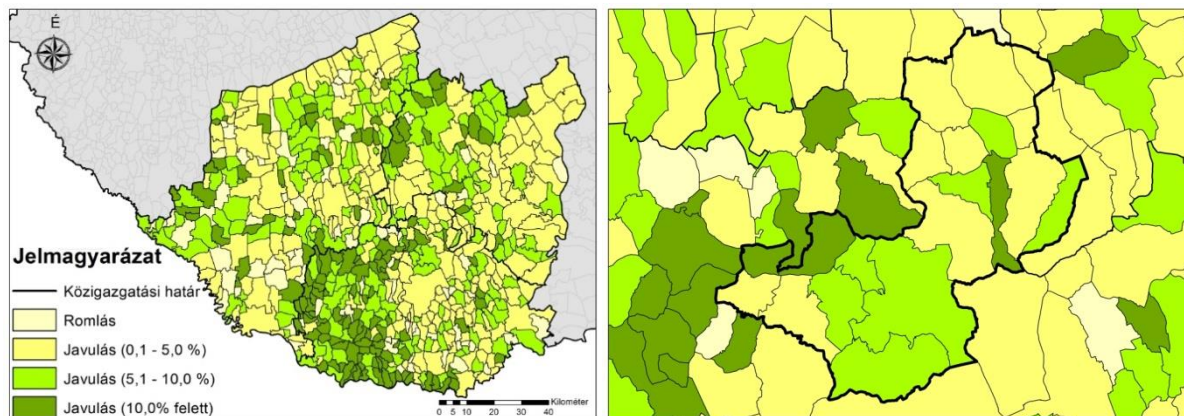 É
Jelmagyarázat
Közigazgatási határ
Romlás
Javulás (0,1 - 5,0 %)
Javulás (5,1 - 10,0 %)
Javulás (10,0% felett)
Kilométer
0 5 10 20 30 40